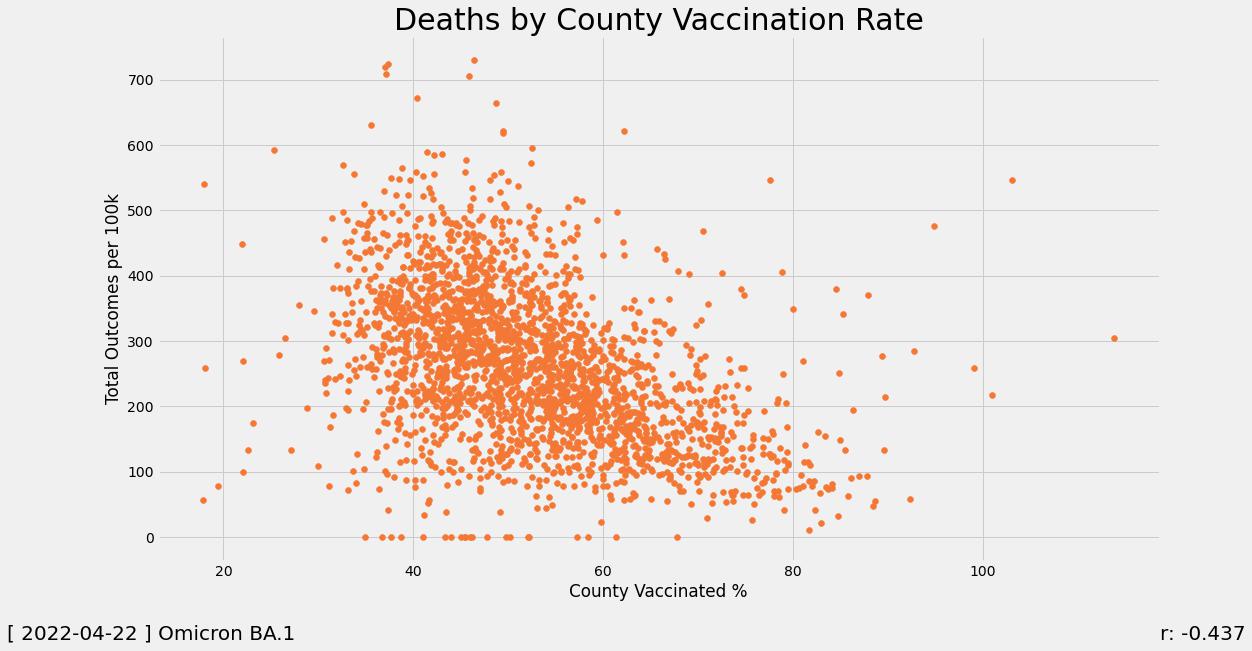 Deaths by County Vaccination Rate
Total Outcomes per 100k
700
600
500
400
300
200
100
0
20 40 60 80 100
County Vaccinated %
[ 2022-04-22 ] Omicron BA.1 r: -0.437